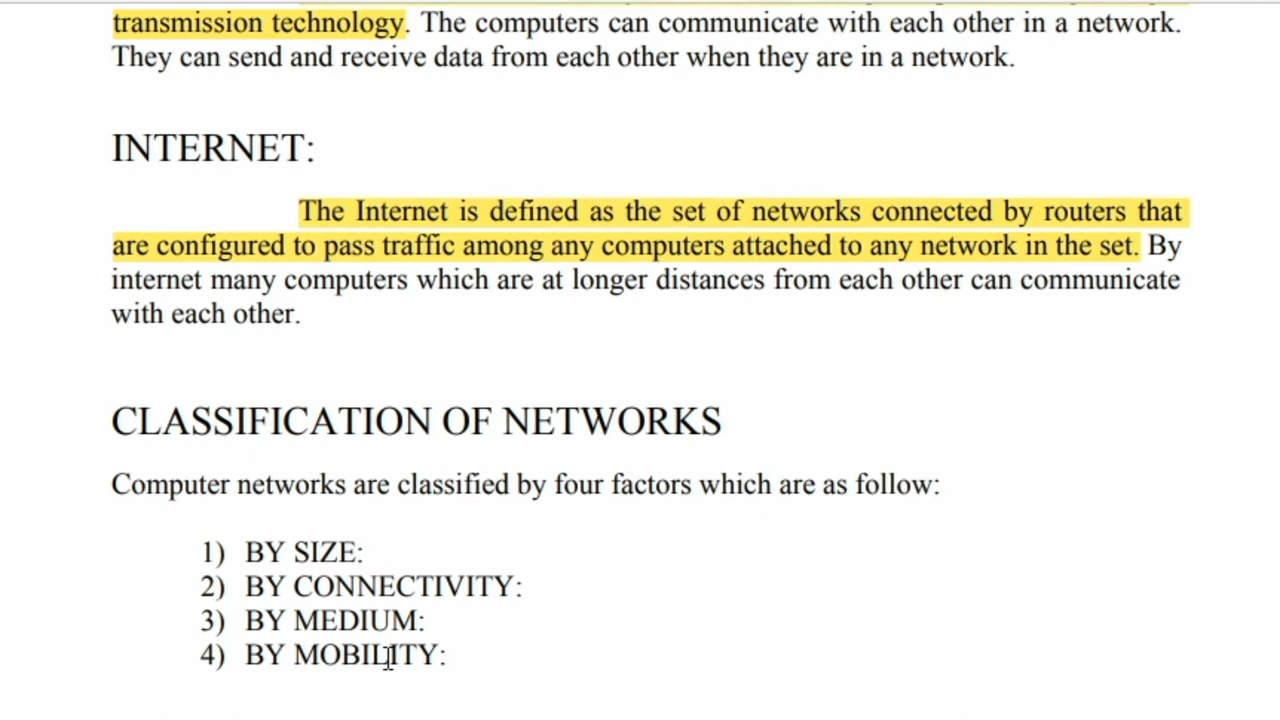 transmission technology. The computers can communicate with each other in a network.
They can send and receive data from each other when they are in a network.
INTERNET:
The Internet is defined as the set of networks connected by routers that
are configured to pass traffic among any computers attached to any network in the set. By
internet many computers which are at longer distances from each other can communicate
with each other.
CLASSIFICATION OF NETWORKS
Computer networks are classified by four factors which are as follow:
1) BY SIZE:
2) BY CONNECTIVITY:
3) BY MEDIUM:
4) BY MOBILITY: